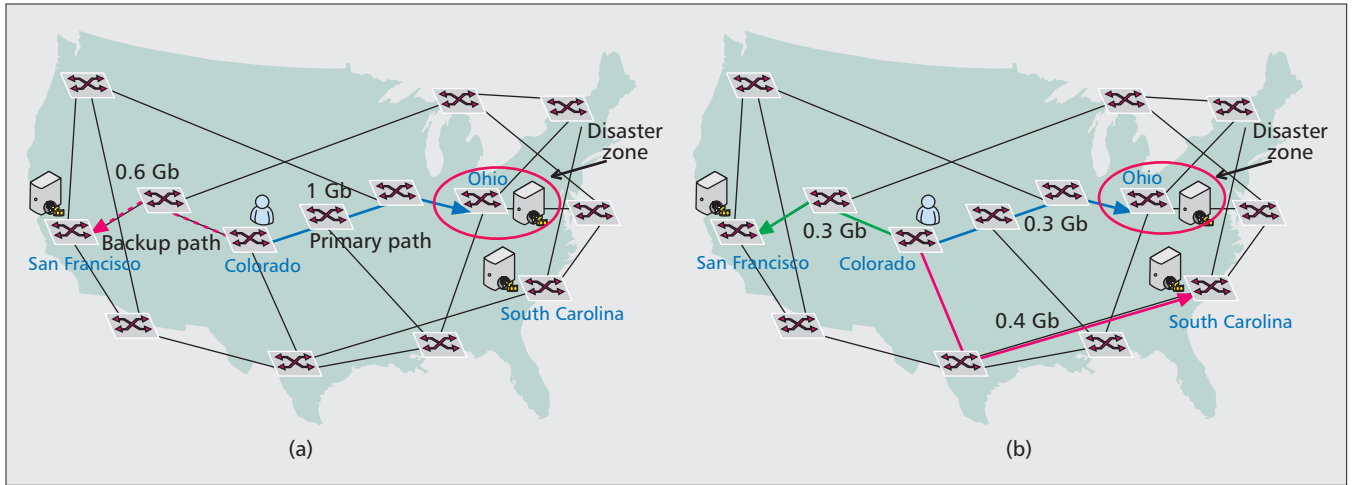 Disaster
zone
0.6 Gb
1 Gb
Ohio
Backup path
Primary path
San Francisco
Colorado
South Carolina
(a)
Disaster
zone
Ohio
0.3 Gb
0.3 Gb
San Francisco
Colorado
0.4 Gb
South Carolina
(b)